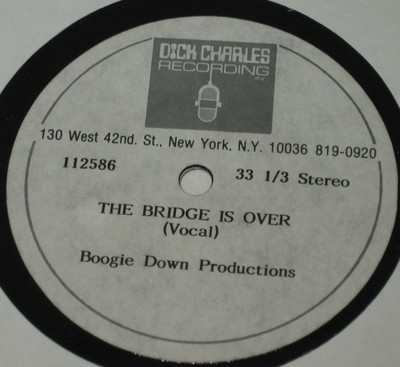 DICK CHARLES
RECORDING
130 West 42nd. St., New York, N.Y. 10036 819-0920
112586 33 1/3 Stereo
THE BRIDGE IS OVER
(Vocal)
Boogie Down Productions